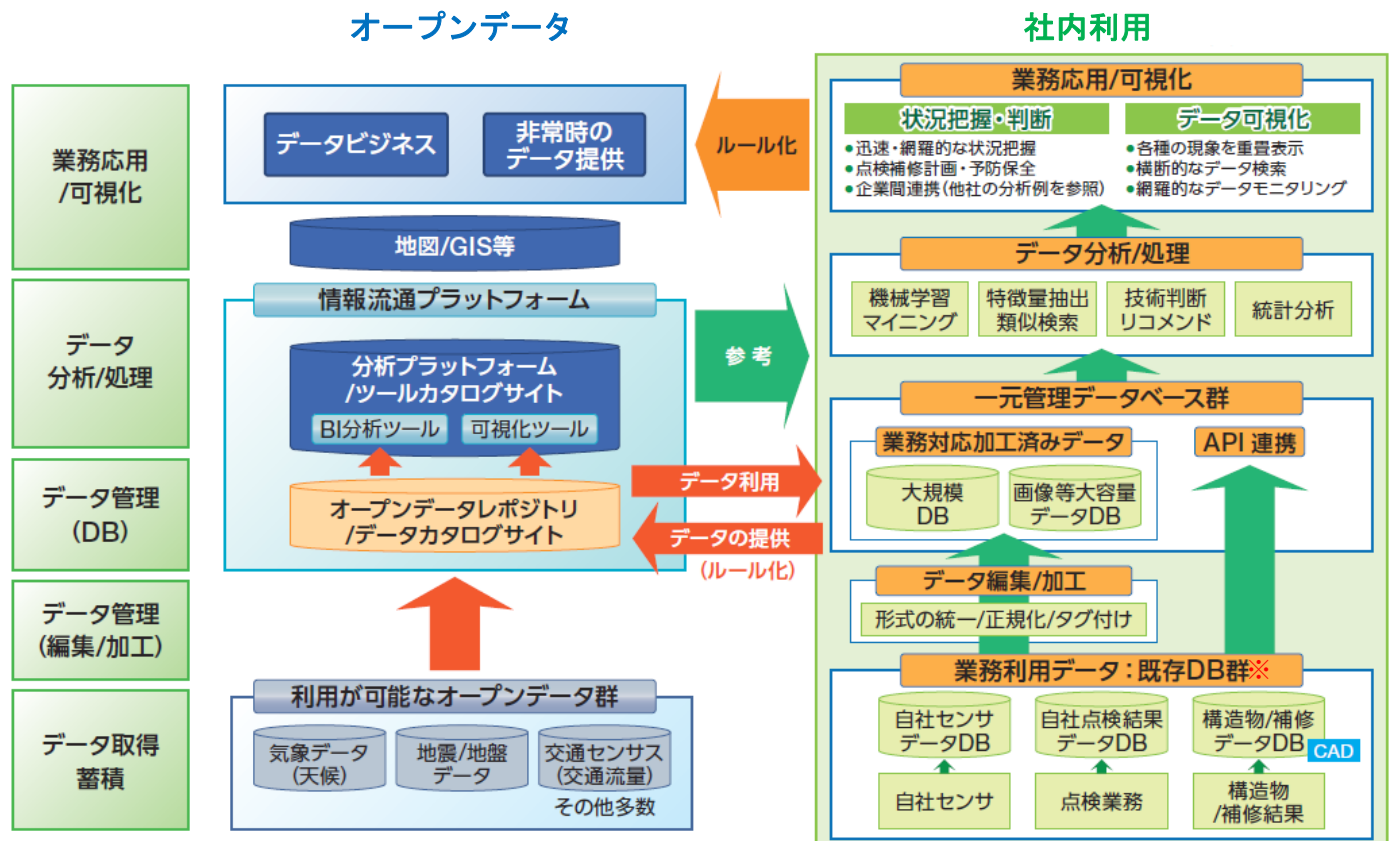 オープンデータ
社内利用
業務応用
/可視化
データ
分析/処理
データ管理
(DB)
データ管理
(編集/加工)
データ取得
蓄積
データビジネス
非常時の
データ提供
地図/GIS等
情報流通プラットフォーム
分析プラットフォーム
/ツールカタログサイト
BI分析ツール
可視化ツール
オープンデータレポジトリ
/データカタログサイト
利用が可能なオープンデータ群
気象データ
(天候)
地震/地盤
データ
交通センサス
(交通流量)
その他多数
ルール化
参考
データ利用
データの提供
(ルール化)
業務応用/可視化
状況把握・判断
●迅速・網羅的な状況把握
●点検補修計画・予防保全
●企業間連携(他社の分析例を参照)
データ可視化
●各種の現象を重畳表示
●横断的なデータ検索
●網羅的なデータモニタリング
データ分析/処理
機械学習
マイニング
特徴量抽出
類似検索
技術判断
リコメンド
統計分析
一元管理データベース群
業務対応加工済みデータ
大規模
DB
画像等大容量
データDB
API 連携
データ編集/加工
形式の統一/正規化/タグ付け
業務利用データ:既存DB群※
自社センサ
データDB
自社点検結果
データDB
構造物/補修
データDB
CAD
自社センサ
点検業務
構造物
/補修結果